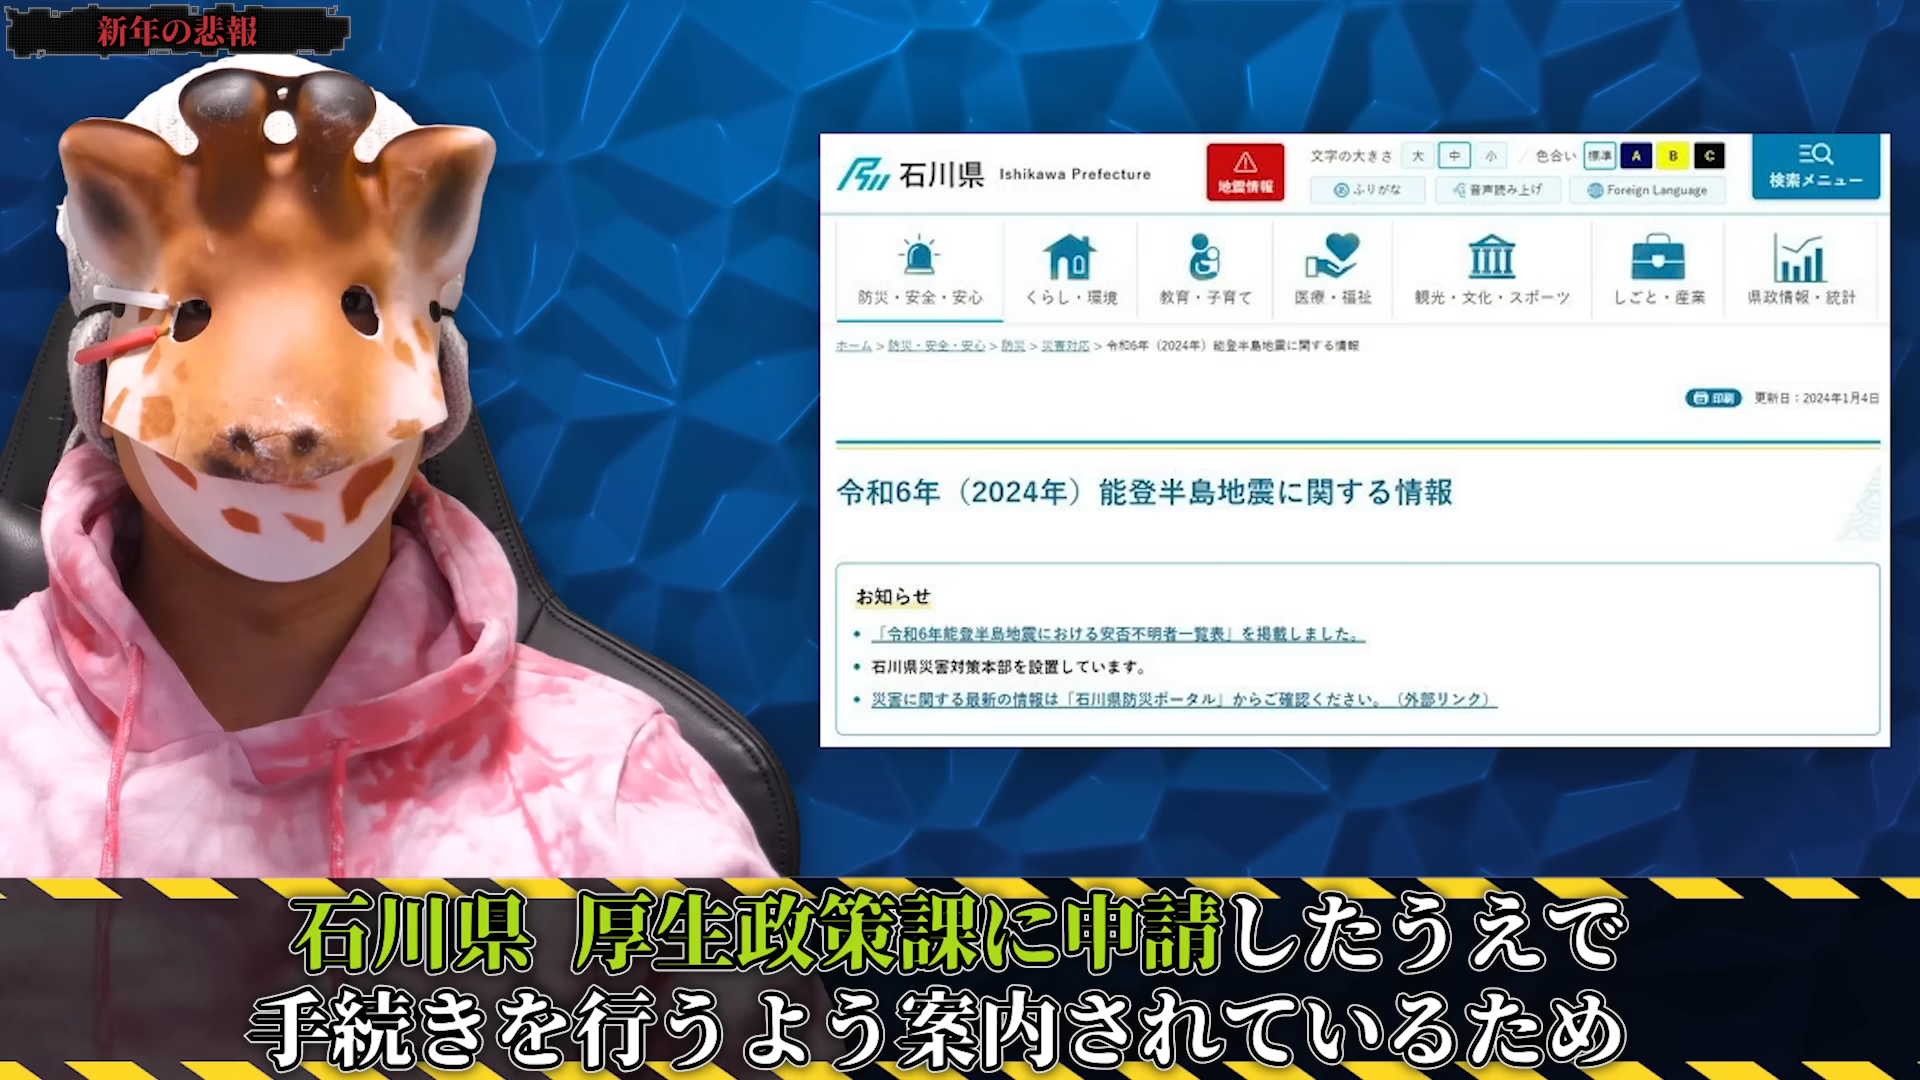 新年の悲報
石川県 Ishikawa Prefecture
地震情報
文字の大きさ 大 中 小 / 色合い 標準 A B C
ふりがな 音声読み上げ Foreign Language
検索メニュー
防災・安全・安心 くらし・環境 教育・子育て 医療・福祉 観光・文化・スポーツ しごと・産業 県政情報・統計
ホーム > 防災・安全・安心 > 防災 > 災害対応 > 令和6年（2024年）能登半島地震に関する情報
印刷 更新日：2024年1月4日
令和6年（2024年）能登半島地震に関する情報
お知らせ
• 「令和6年能登半島地震における安否不明者一覧表」を掲載しました。
• 石川県災害対策本部を設置しています。
• 災害に関する最新の情報は「石川県防災ポータル」からご確認ください。（外部リンク）
石川県 厚生政策課に申請したうえで
手続きを行うよう案内されているため